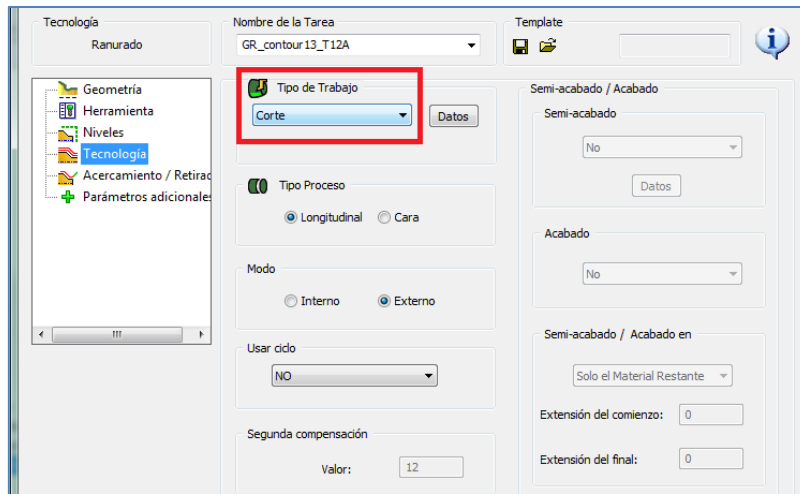 Tecnología
Ranurado
Nombre de la Tarea
GR_contour13_T12A
Template
Geometría
Herramienta
Niveles
Tecnología
Acercamiento / Retirac
Parámetros adicionales
Tipo de Trabajo
Corte
Datos
Tipo Proceso
Longitudinal
Cara
Modo
Interno
Externo
Usar ciclo
NO
Segunda compensación
Valor:
12
Semi-acabado / Acabado
Semi-acabado
No
Datos
Acabado
No
Semi-acabado / Acabado en
Solo el Material Restante
Extensión del comienzo:
0
Extensión del final:
0